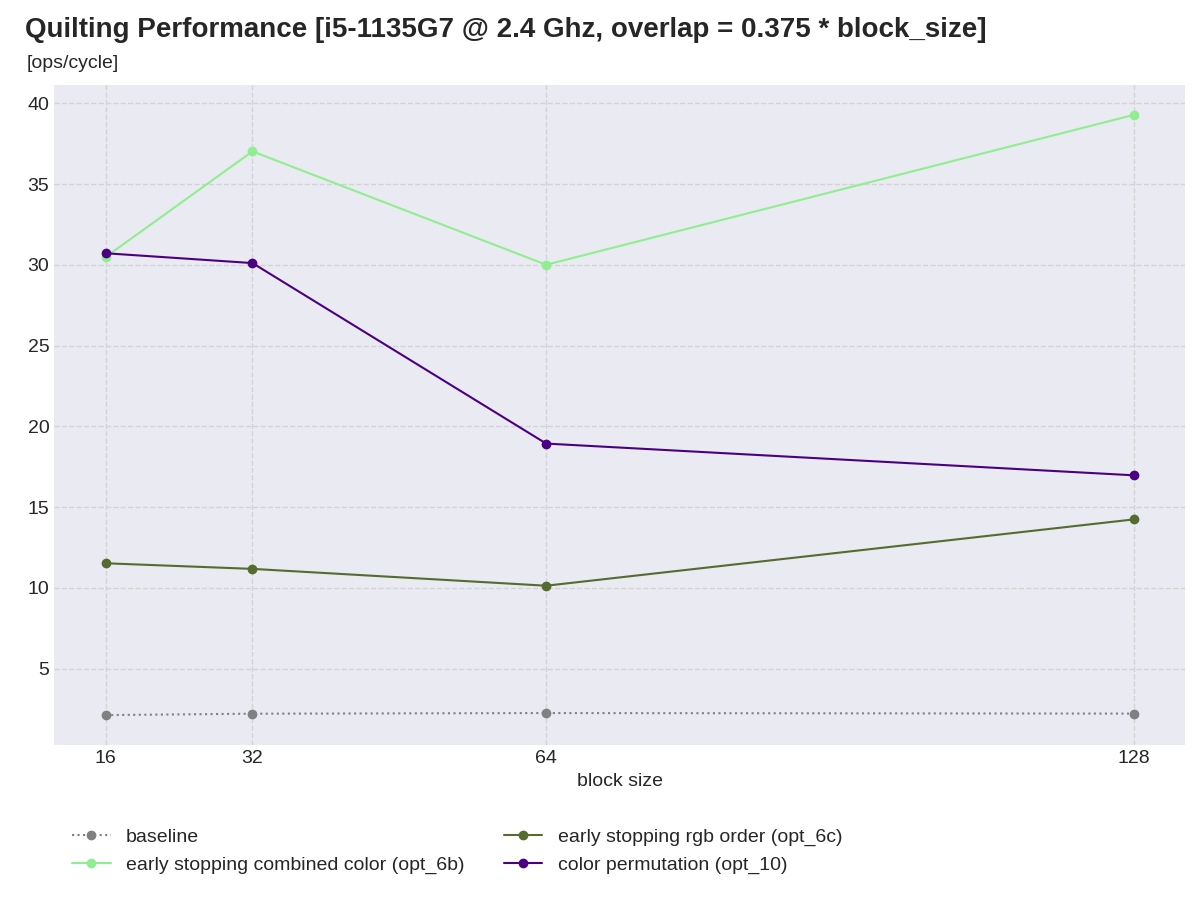 Quilting Performance [i5-1135G7 @ 2.4 Ghz, overlap = 0.375 * block_size]
[ops/cycle]
40
35
30
25
20
15
10
5
16 32 64 128
block size
baseline
early stopping combined color (opt_6b)
early stopping rgb order (opt_6c)
color permutation (opt_10)